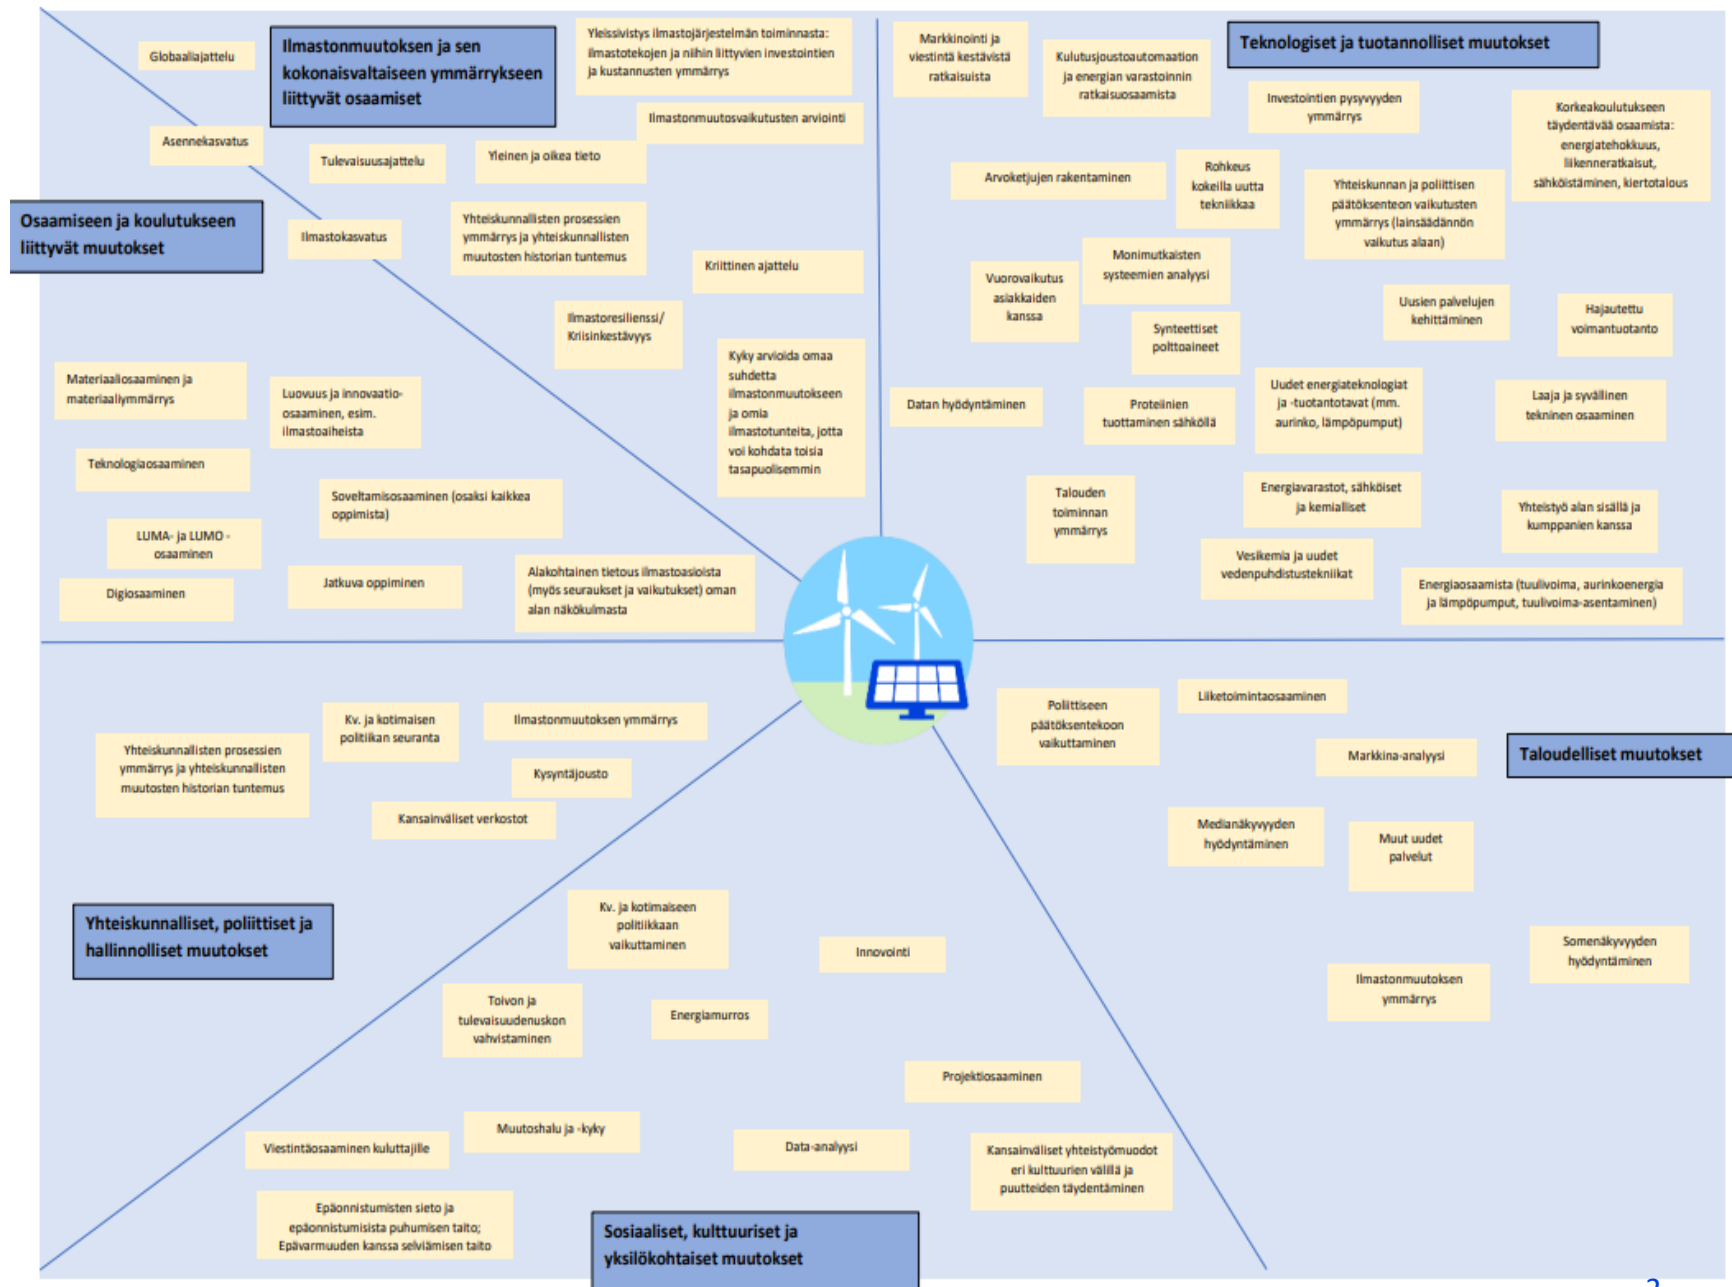 Ilmastonmuutoksen ja sen
kokonaisvaltaiseen ymmärrykseen
liittyvät osaamiset
Globaaliajattelu
Yleissivistys ilmastojärjestelmän toiminnasta:
ilmastotekojen ja niihin liittyvien investointien
ja kustannusten ymmärrys
Ilmastonmuutosvaikutusten arviointi
Asennekasvatus
Tulevaisuusajattelu
Yleinen ja oikea tieto
Ilmastokasvatus
Yhteiskunnallisten prosessien
ymmärrys ja yhteiskunnallisten
muutosten historian tuntemus
Kriittinen ajattelu
Ilmastoresilienssi/
Kriisinkestävyys
Kyky arvioida omaa
suhdetta
ilmastonmuutokseen
ja omia
ilmastotunteita, jotta
voi kohdata toisia
tasapuolisemmin
Osaamiseen ja koulutukseen
liittyvät muutokset
Materiaaliosaaminen ja
materiaaliymmärrys
Luovuus ja innovaatio-
osaaminen, esim.
ilmastoaiheista
Teknologiaosaaminen
Soveltamisosaaminen (osaksi kaikkea
oppimista)
LUMA- ja LUMO -
osaaminen
Digiosaaminen
Jatkuva oppiminen
Alakohtainen tietous ilmastoasioista
(myös seuraukset ja vaikutukset) oman
alan näkökulmasta
Teknologiset ja tuotannolliset muutokset
Markkinointi ja
viestintä kestävistä
ratkaisuista
Kulutusjoustoautomaation
ja energian varastoinnin
ratkaisuosaamista
Investointien pysyvyyden
ymmärrys
Korkeakoulutukseen
täydentävää osaamista:
energiatehokkuus,
liikenneratkaisut,
sähköistäminen, kiertotalous
Arvoketjujen rakentaminen
Rohkeus
kokeilla uutta
tekniikkaa
Yhteiskunnan ja poliittisen
päätöksenteon vaikutusten
ymmärrys (lainsäädännön
vaikutus alaan)
Monimutkaisten
systeemien analyysi
Vuorovaikutus
asiakkaiden
kanssa
Uusien palvelujen
kehittäminen
Hajautettu
voimantuotanto
Synteettiset
polttoaineet
Datan hyödyntäminen
Proteiinien
tuottaminen sähköllä
Uudet energiateknologiat
ja -tuotantotavat (mm.
aurinko, lämpöpumput)
Laaja ja syvällinen
tekninen osaaminen
Talouden
toiminnan
ymmärrys
Energiavarastot, sähköiset
ja kemialliset
Yhteistyö alan sisällä ja
kumppanien kanssa
Vesikemia ja uudet
vedenpuhdistustekniikat
Energiaosaamista (tuulivoima, aurinkoenergia
ja lämpöpumput, tuulivoima-asentaminen)
Kv. ja kotimaisen
politiikan seuranta
Ilmastonmuutoksen ymmärrys
Yhteiskunnallisten prosessien
ymmärrys ja yhteiskunnallisten
muutosten historian tuntemus
Kysyntäjousto
Kansainväliset verkostot
Yhteiskunnalliset, poliittiset ja
hallinnolliset muutokset
Poliittiseen
päätöksentekoon
vaikuttaminen
Liiketoimintaosaaminen
Markkina-analyysi
Taloudelliset muutokset
Medianäkyvyyden
hyödyntäminen
Muut uudet
palvelut
Somenäkyvyyden
hyödyntäminen
Ilmastonmuutoksen
ymmärrys
Kv. ja kotimaiseen
politiikkaan
vaikuttaminen
Innovointi
Toivon ja
tulevaisuudenuskon
vahvistaminen
Energiamurros
Projektiosaaminen
Muutoshalu ja -kyky
Viestintäosaaminen kuluttajille
Data-analyysi
Kansainväliset yhteistyömuodot
eri kulttuurien välillä ja
puutteiden täydentäminen
Epäonnistumisten sieto ja
epäonnistumisista puhumisen taito;
Epävarmuuden kanssa selviämisen taito
Sosiaaliset, kulttuuriset ja
yksilökohtaiset muutokset